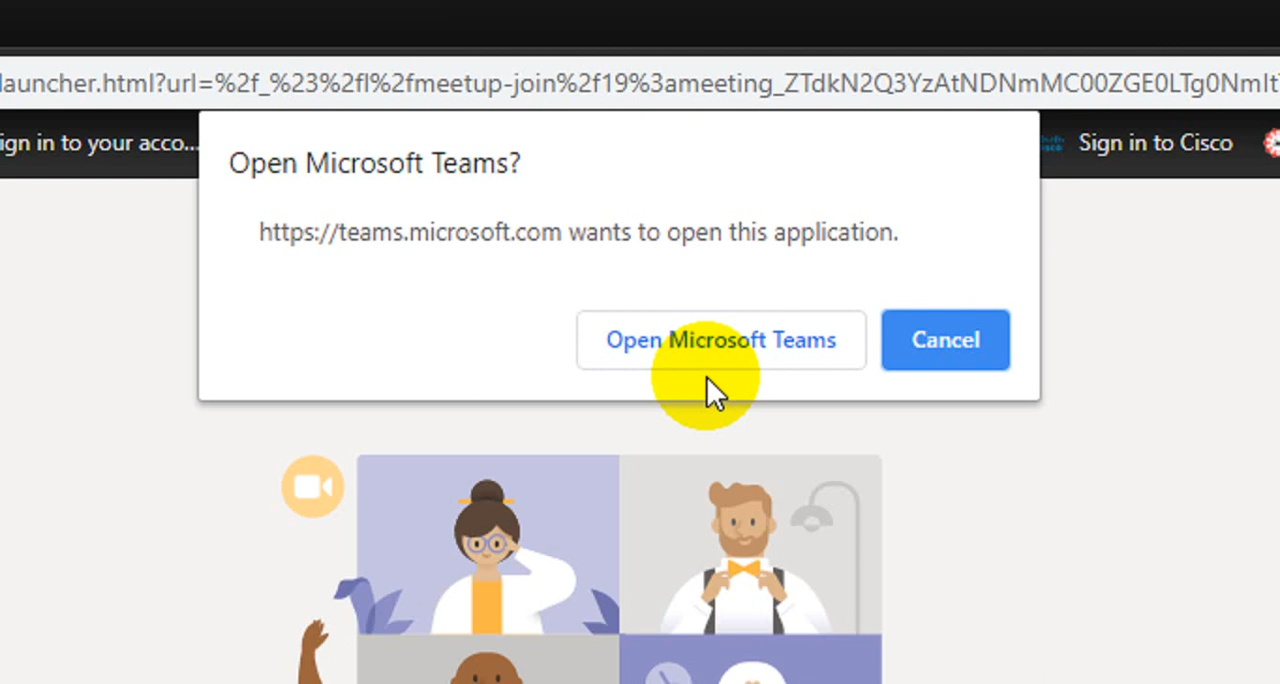 launcher.html?url=%2f_%23%2fl%2fmeetup-join%2f19%3ameeting_ZTdkN2Q3YzAtNDNmMC00ZGE0LTg0NmIt
ign in to your acco...
Sign in to Cisco
Open Microsoft Teams?
https://teams.microsoft.com wants to open this application.
Open Microsoft Teams
Cancel